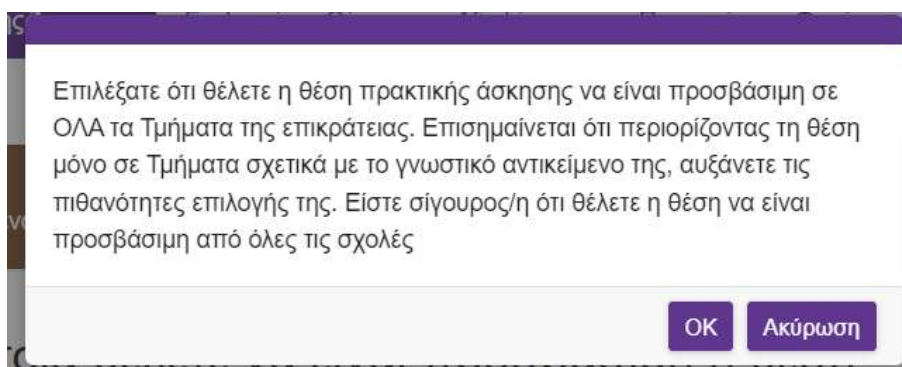 Επιλέξατε ότι θέλετε η θέση πρακτικής άσκησης να είναι προσβάσιμη σε
ΟΛΑ τα Τμήματα της επικράτειας. Επισημαίνεται ότι περιορίζοντας τη θέση
μόνο σε Τμήματα σχετικά με το γνωστικό αντικείμενο της, αυξάνετε τις
πιθανότητες επιλογής της. Είστε σίγουρος/η ότι θέλετε η θέση να είναι
προσβάσιμη από όλες τις σχολές
OK Ακύρωση